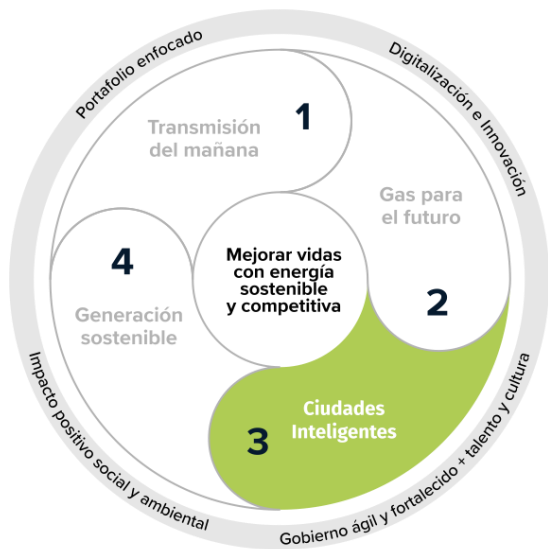 Portafolio enfocado
Digitalización e Innovación
1
Transmisión
del mañana
Gas para
el futuro
2
Mejorar vidas
con energía
sostenible
y competitiva
4
Generación
sostenible
Ciudades
Inteligentes
3
Impacto positivo social y ambiental
Gobierno ágil y fortalecido + talento y cultura